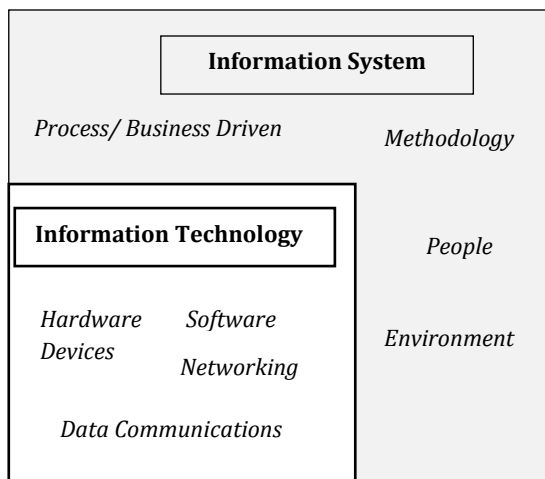 Information System
Process/ Business Driven
Methodology
Information Technology
People
Hardware
Devices
Software
Networking
Environment
Data Communications